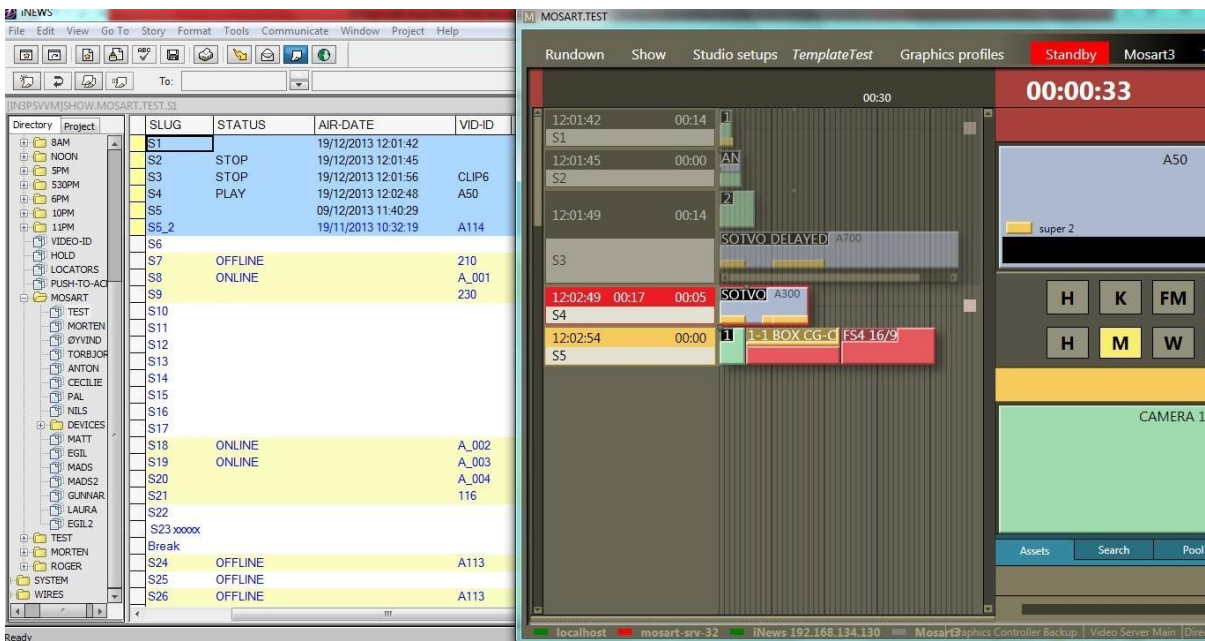 iNEWS
File Edit View Go To Story Format Tools Communicate Window Project Help
To:
[IN3PSVVM]SHOW.MOSART.TEST.S1
Directory Project
8AM
NOON
5PM
530PM
6PM
10PM
11PM
VIDEO-ID
HOLD
LOCATORS
PUSH-TO-ACI
MOSART
TEST
MORTEN
ØYVIND
TORBJOR
ANTON
CECILIE
PAL
NILS
DEVICES
MATT
EGIL
MADS
MADS2
GUNNAR
LAURA
EGIL2
TEST
MORTEN
ROGER
SYSTEM
WIRES
Ready
SLUG STATUS AIR-DATE VID-ID
S1 19/12/2013 12:01:42
S2 STOP 19/12/2013 12:01:45
S3 STOP 19/12/2013 12:01:56 CLIP6
S4 PLAY 19/12/2013 12:02:48 A50
S5 09/12/2013 11:40:29
S5_2 19/11/2013 10:32:19 A114
S6
S7 OFFLINE 210
S8 ONLINE A_001
S9 230
S10
S11
S12
S13
S14
S15
S16
S17
S18 ONLINE A_002
S19 ONLINE A_003
S20 A_004
S21 116
S22
S23 xxxxx
Break
S24 OFFLINE A113
S25 OFFLINE
S26 OFFLINE A113
MOSART.TEST
Rundown Show Studio setups TemplateTest Graphics profiles Standby Mosart3
00:30
00:00:33
12:01:42 00:14 1
S1
12:01:45 00:00 AN
S2
12:01:49 00:14 2
S3 SOTVO DELAYED A700
12:02:49 00:17 00:05 SOTVO A300
S4
12:02:54 00:00 1 1-1 BOX CG-C FS4 16/9
S5
A50
super 2
H K FM
H M W
CAMERA 1
Assets Search Pool
localhost mosart-srv-32 iNews 192.168.134.130 Mosart3 Graphics Controller Backup Video Server Main Dire